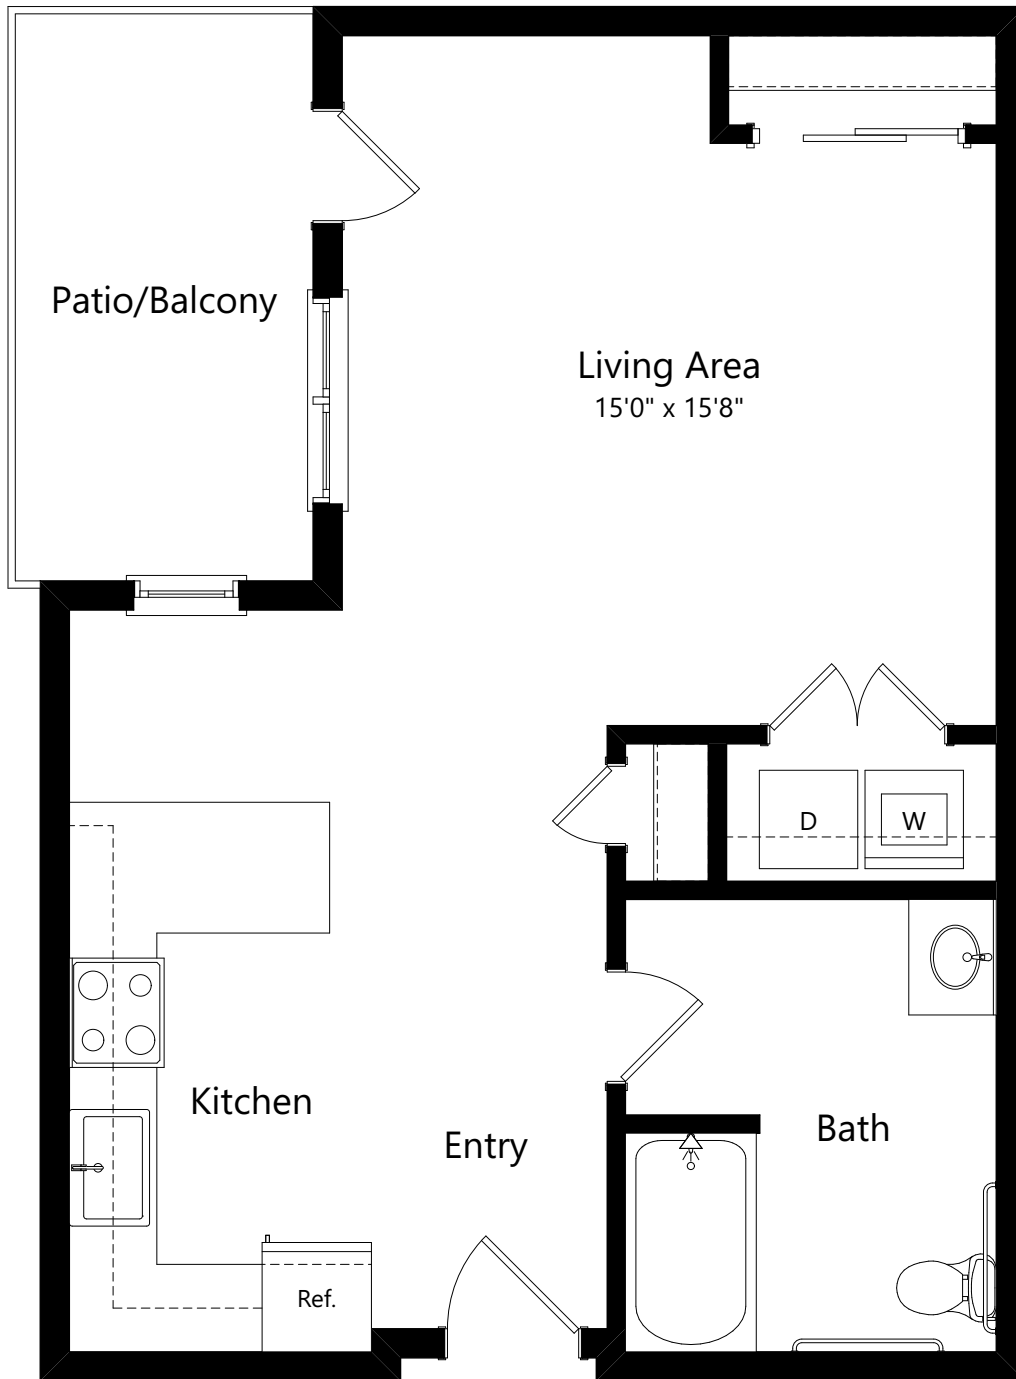 Patio/Balcony
Living Area
15'0" x 15'8"
D
W
Kitchen
Entry
Bath
Ref.